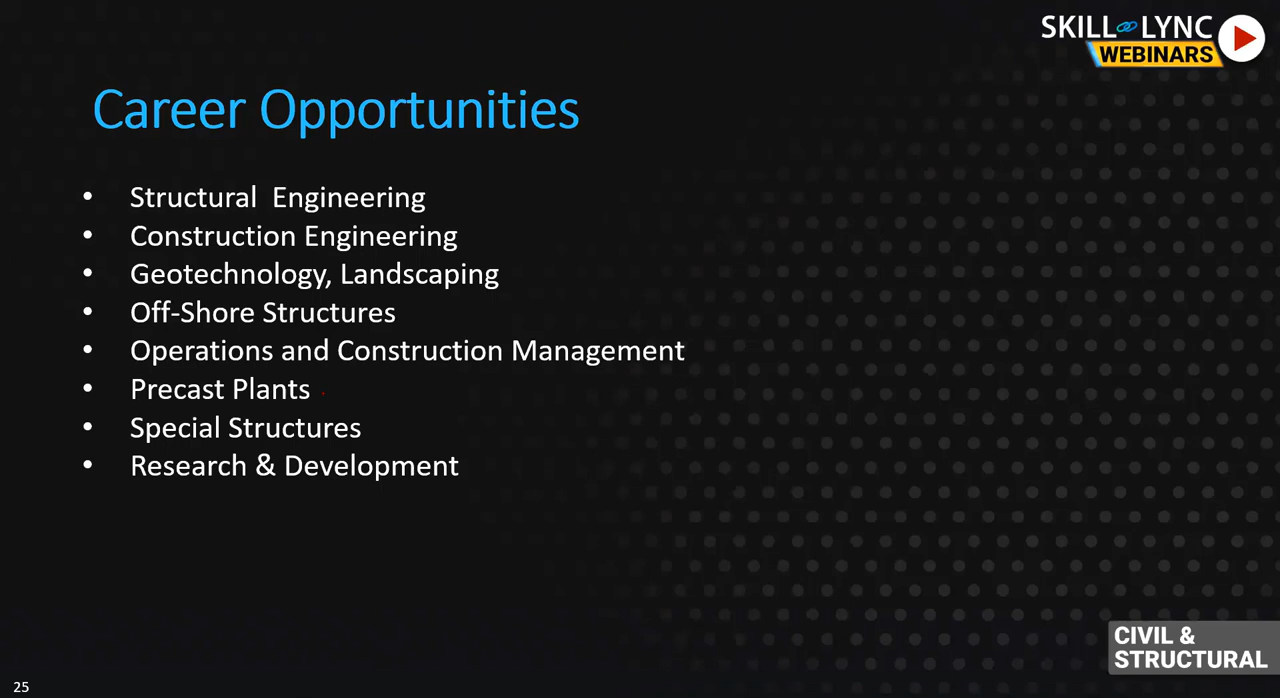 SKILL LYNC
WEBINARS
Career Opportunities
• Structural  Engineering
• Construction Engineering
• Geotechnology, Landscaping
• Off-Shore Structures
• Operations and Construction Management
• Precast Plants
• Special Structures
• Research & Development
CIVIL &
STRUCTURAL
25